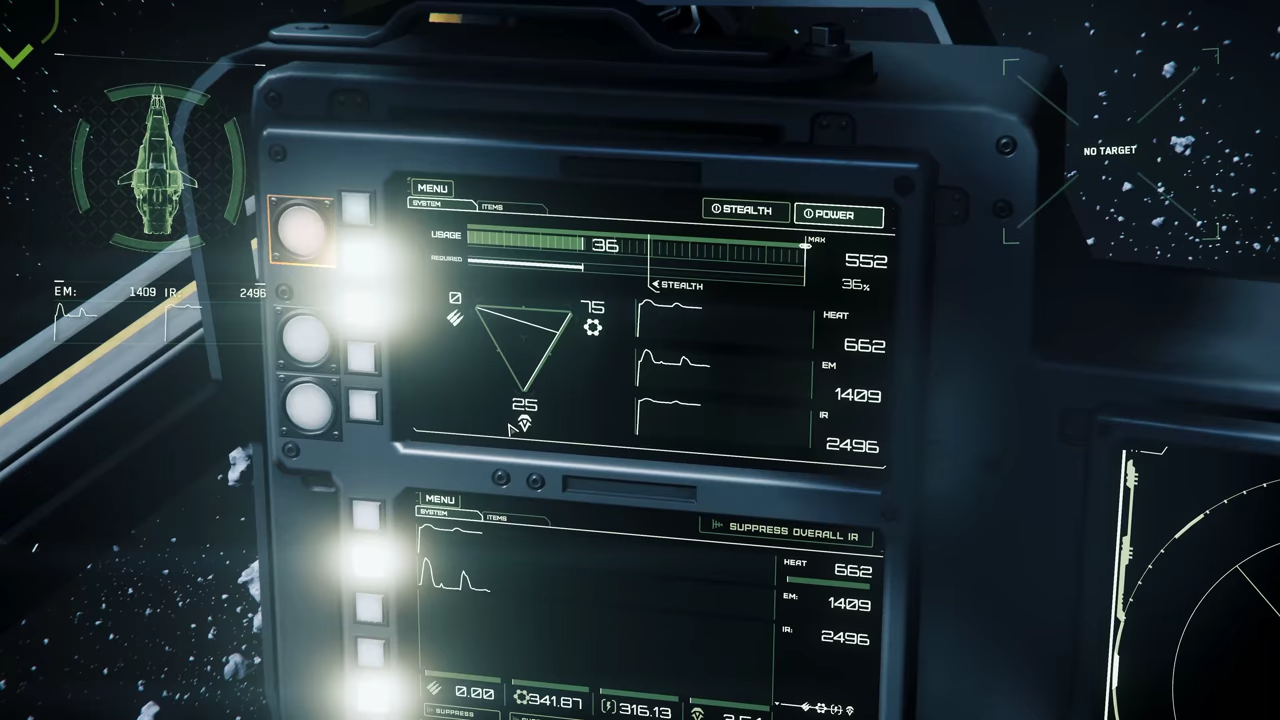 NO TARGET
EM: 1409 IR: 2496
MENU
SYSTEM ITEMS
STEALTH POWER
USAGE 36 MAX
REQUIRED 552
36%
STEALTH
0 75
25
HEAT
662
EM
1409
IR
2496
MENU
SYSTEM ITEMS
SUPPRESS OVERALL IR
HEAT 662
EM: 1409
IR: 2496
0.00 341.87 316.13
SUPPRESS